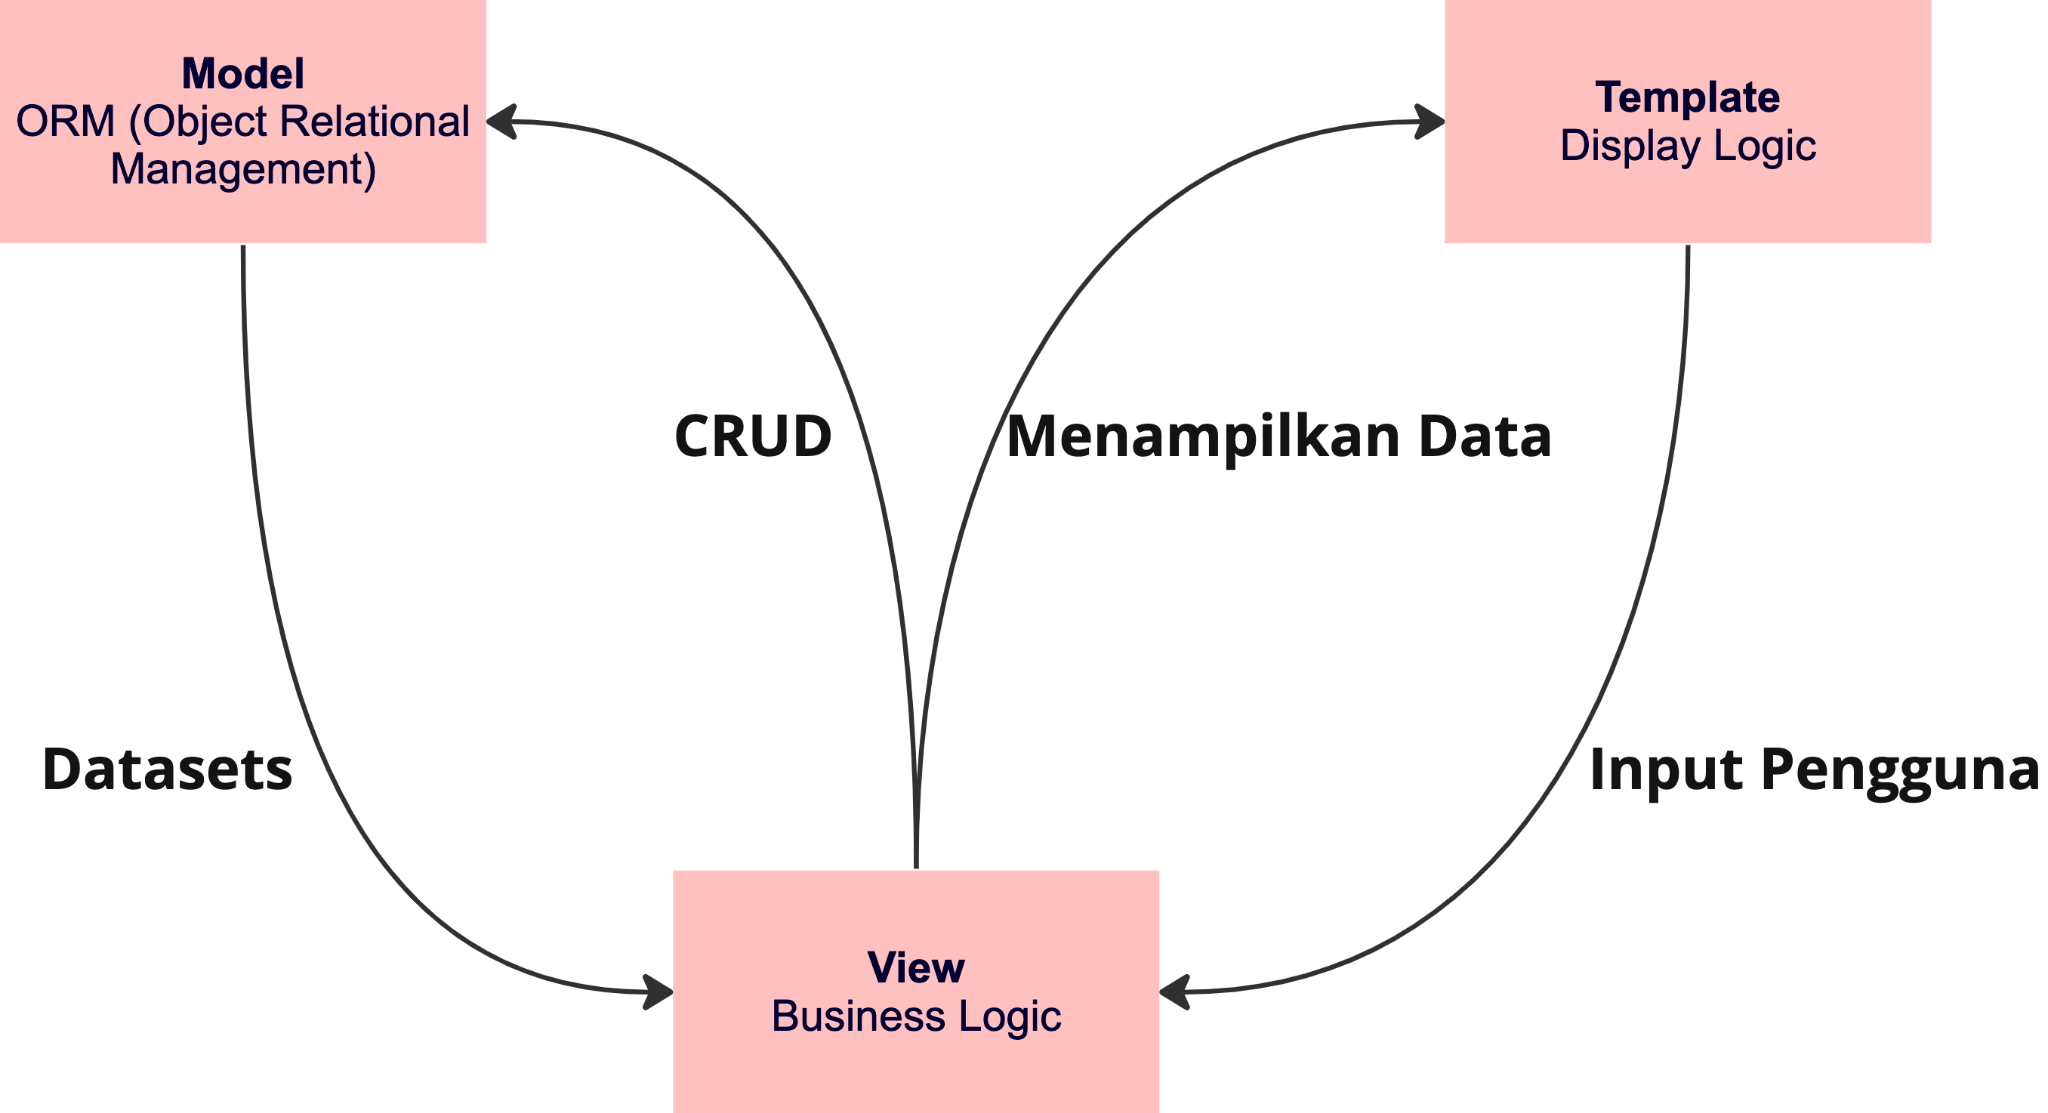 Model
ORM (Object Relational
Management)
Template
Display Logic
CRUD
Menampilkan Data
Datasets
Input Pengguna
View
Business Logic